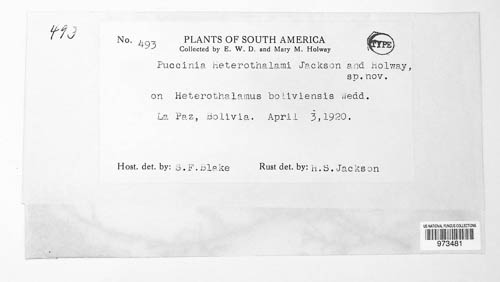 493
No. 493
PLANTS OF SOUTH AMERICA
Collected by E. W. D. and Mary M. Holway
TYPE
Puccinia Heterothalami Jackson and Holway,
sp.nov.
on Heterothalamus boliviensis Wedd.
La Paz, Bolivia. April 3,1920.
Host. det. by: S.F.Blake Rust det. by: H.S.Jackson
US NATIONAL FUNGUS COLLECTIONS
973481